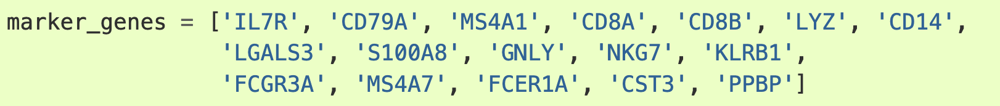 marker_genes = ['IL7R', 'CD79A', 'MS4A1', 'CD8A', 'CD8B', 'LYZ', 'CD14',
'LGALS3', 'S100A8', 'GNLY', 'NKG7', 'KLRB1',
'FCGR3A', 'MS4A7', 'FCER1A', 'CST3', 'PPBP']